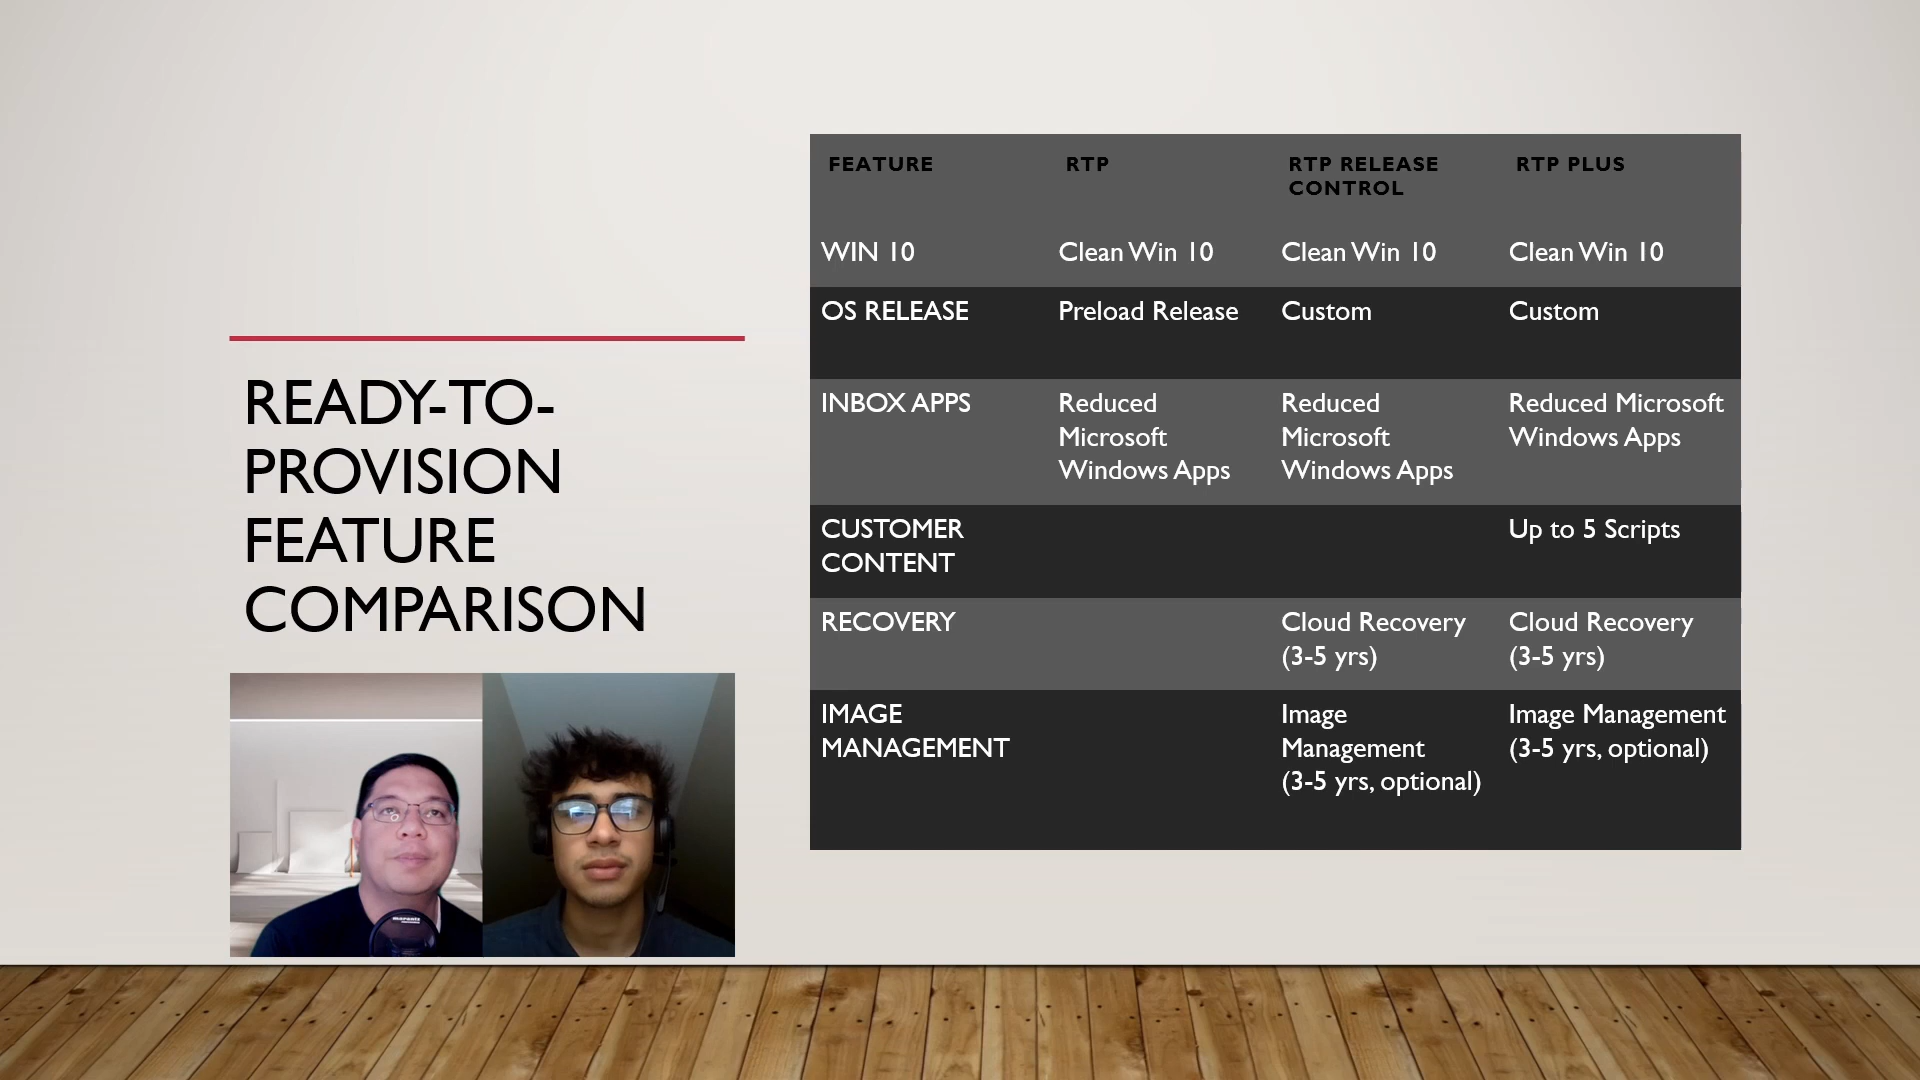 READY-TO-
PROVISION
FEATURE
COMPARISON
FEATURE RTP RTP RELEASE CONTROL RTP PLUS
WIN 10 Clean Win 10 Clean Win 10 Clean Win 10
OS RELEASE Preload Release Custom Custom
INBOX APPS Reduced Microsoft Windows Apps Reduced Microsoft Windows Apps Reduced Microsoft Windows Apps
CUSTOMER CONTENT Up to 5 Scripts
RECOVERY Cloud Recovery (3-5 yrs) Cloud Recovery (3-5 yrs)
IMAGE MANAGEMENT Image Management (3-5 yrs, optional) Image Management (3-5 yrs, optional)
marantz